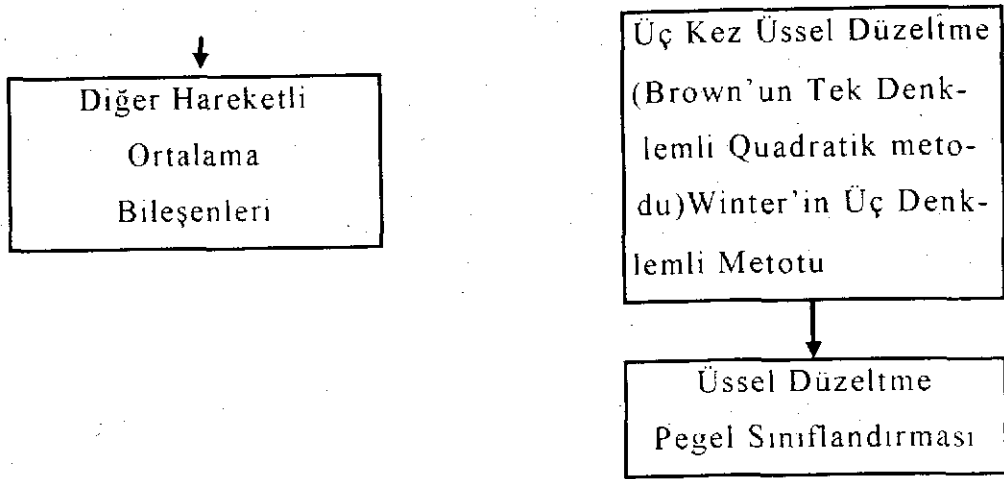 Diğer Hareketli
Ortalama
Bileşenleri
Üç Kez Üssel Düzeltme
(Brown'un Tek Denk-
lemli Quadratik meto-
du)Winter'in Üç Denk-
lemli Metotu
Üssel Düzeltme
Pegel Sınıflandırması